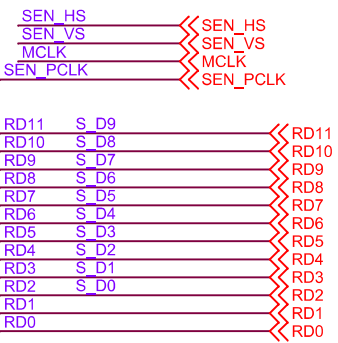 SEN_HS SEN_HS
SEN_VS SEN_VS
MCLK MCLK
SEN_PCLK SEN_PCLK
RD11 S_D9 RD11
RD10 S_D8 RD10
RD9 S_D7 RD9
RD8 S_D6 RD8
RD7 S_D5 RD7
RD6 S_D4 RD6
RD5 S_D3 RD5
RD4 S_D2 RD4
RD3 S_D1 RD3
RD2 S_D0 RD2
RD1 RD1
RD0 RD0